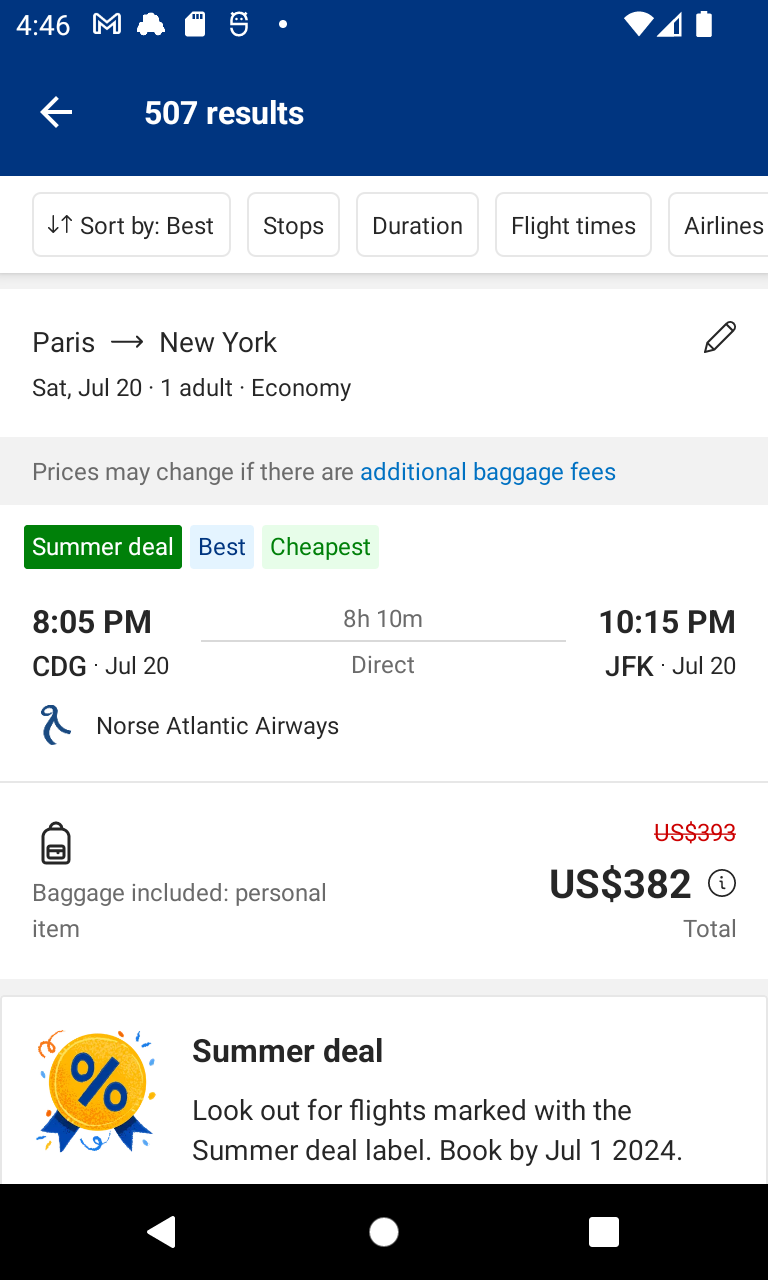 4:46
507 results
Sort by: Best
Stops
Duration
Flight times
Airlines
Paris → New York
Sat, Jul 20 · 1 adult · Economy
Prices may change if there are additional baggage fees
Summer deal
Best
Cheapest
8:05 PM
8h 10m
10:15 PM
CDG · Jul 20
Direct
JFK · Jul 20
Norse Atlantic Airways
US$393
US$382
Baggage included: personal
item
Total
Summer deal
Look out for flights marked with the
Summer deal label. Book by Jul 1 2024.